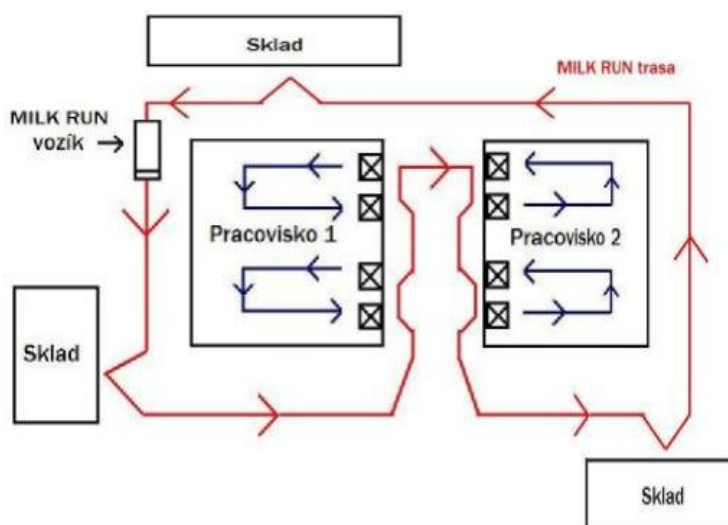 Sklad
MILK RUN trasa
MILK RUN
vozík
Pracovisko 1
Pracovisko 2
Sklad
Sklad